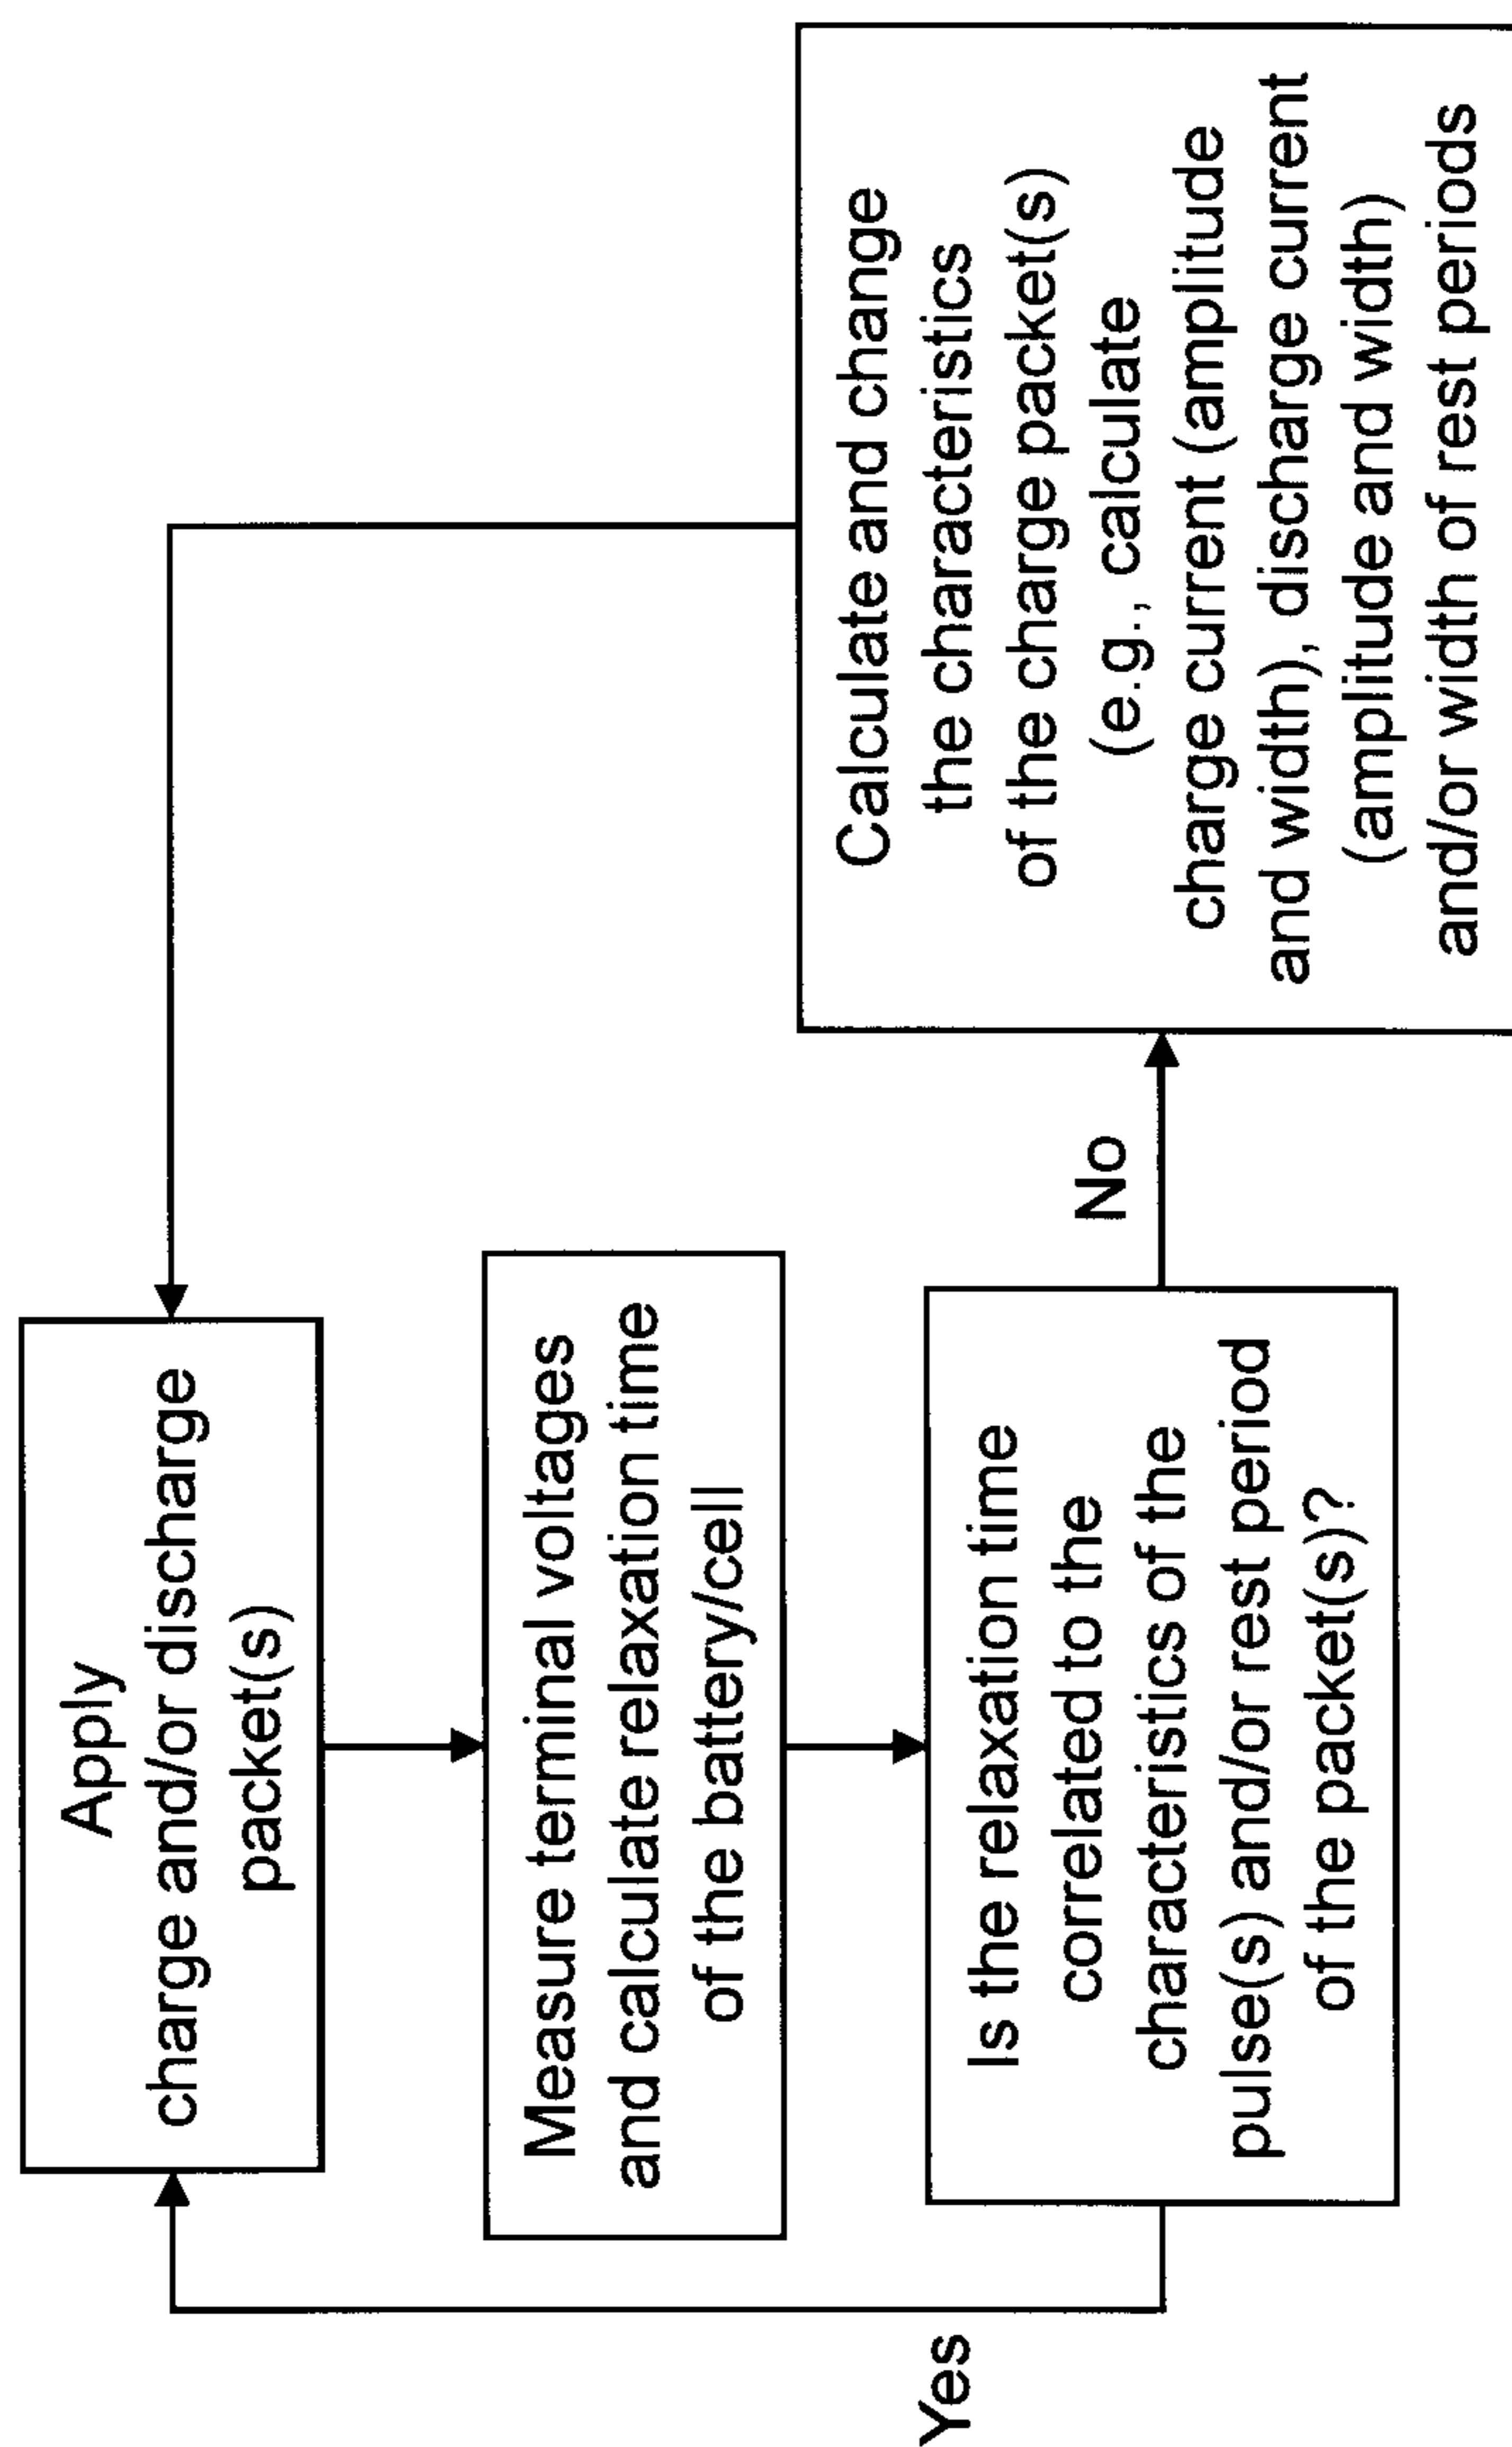 Apply
charge and/or discharge
packet(s)
Measure terminal voltages
and calculate relaxation time
of the battery/cell
Is the relaxation time
correlated to the
characteristics of the
pulse(s) and/or rest period
of the packet(s)?
Yes
No
Calculate and change
the characteristics
of the charge packet(s)
(e.g., calculate
charge current (amplitude
and width), discharge current
(amplitude and width)
and/or width of rest periods